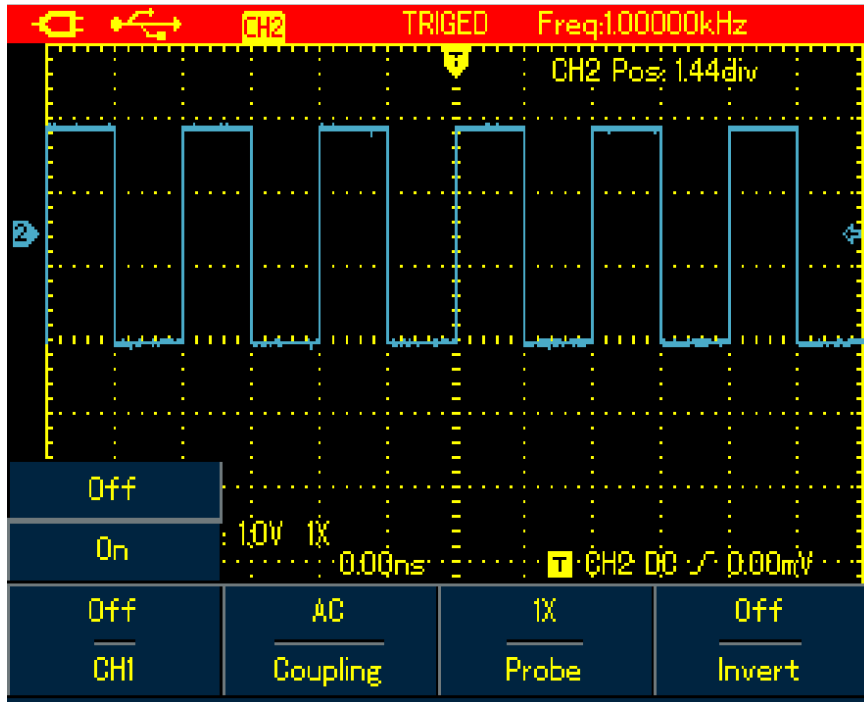 CH2 TRIGED Freq:1.00000kHz
T
CH2 Pos: 1.44div
2
Off
On
: 1.0V 1X
0.00ns T CH2 DC 0.00mV
Off AC 1X Off
CH1 Coupling Probe Invert